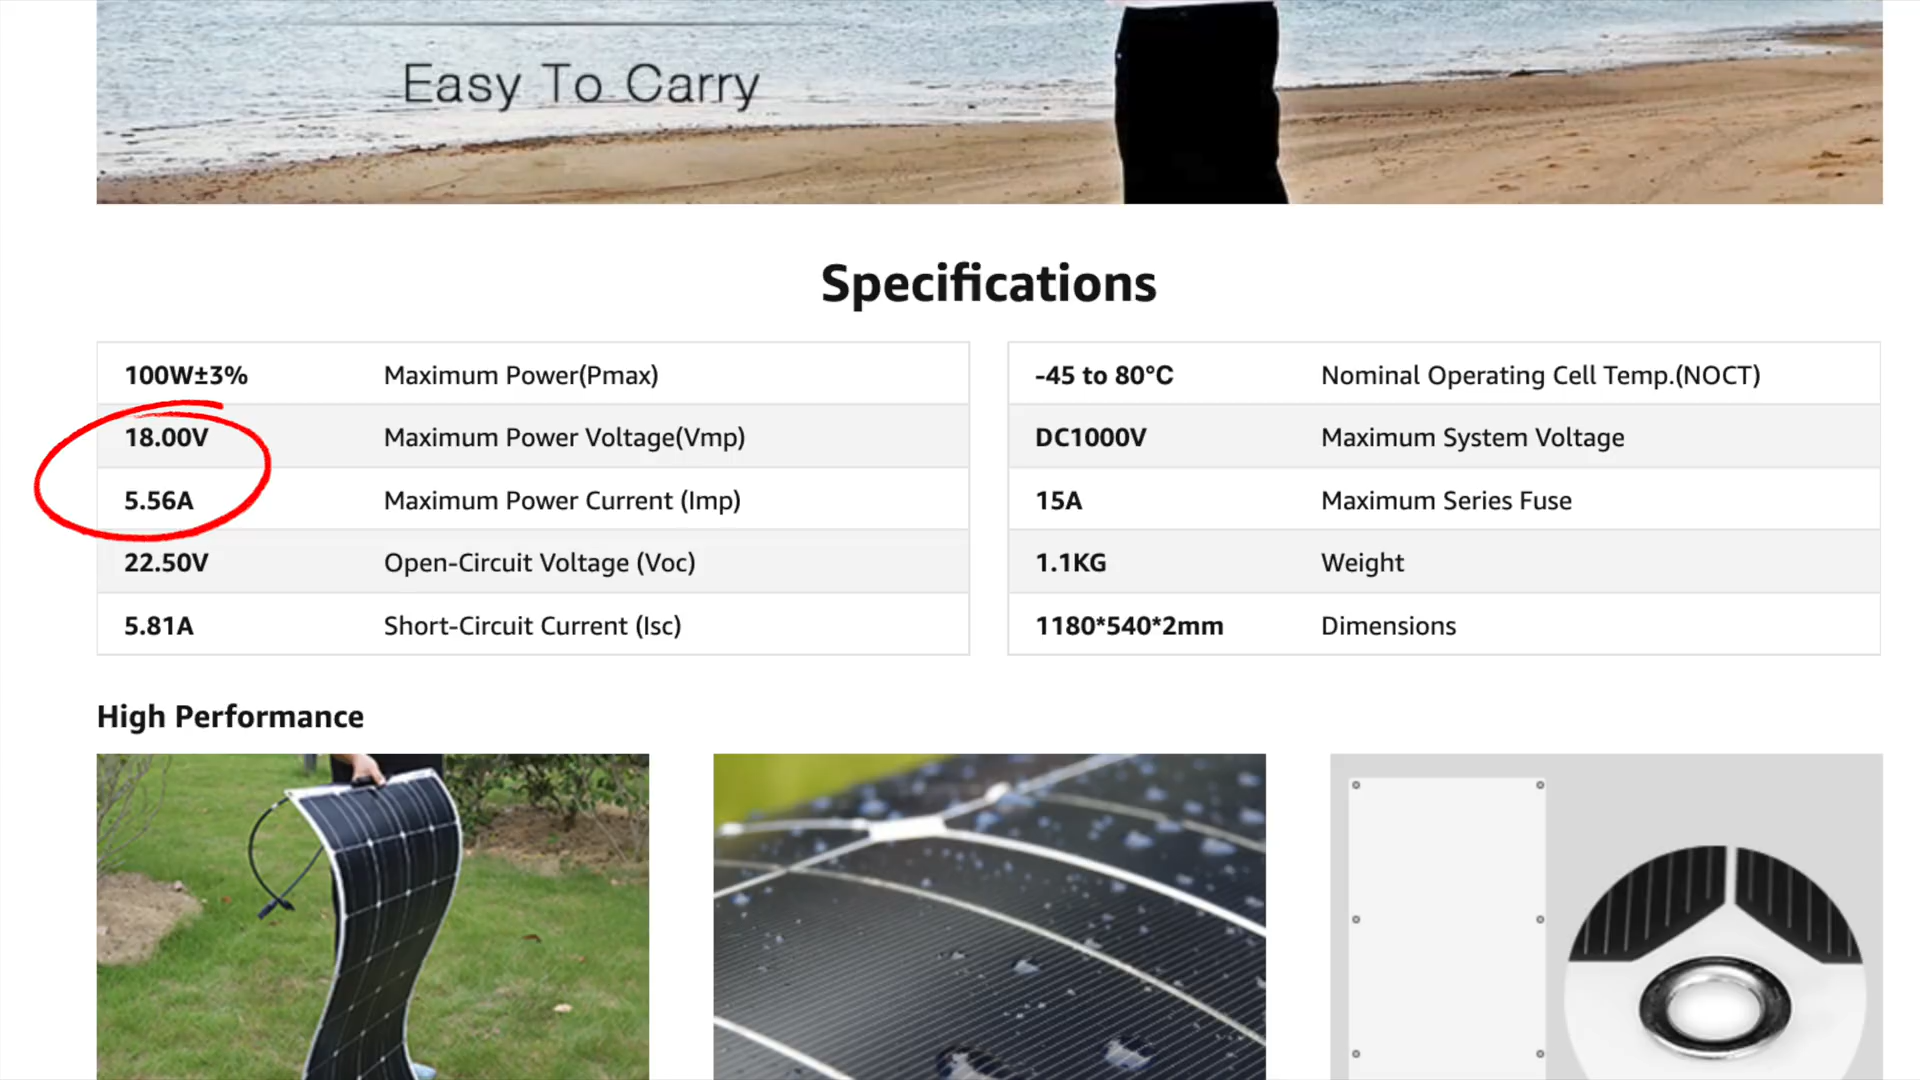 Easy To Carry
Specifications
100W±3% Maximum Power(Pmax)
18.00V Maximum Power Voltage(Vmp)
5.56A Maximum Power Current (Imp)
22.50V Open-Circuit Voltage (Voc)
5.81A Short-Circuit Current (Isc)
-45 to 80°C Nominal Operating Cell Temp.(NOCT)
DC1000V Maximum System Voltage
15A Maximum Series Fuse
1.1KG Weight
1180*540*2mm Dimensions
High Performance